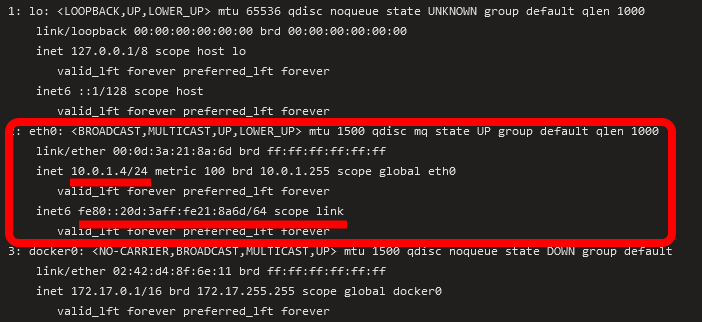 1: lo: <LOOPBACK,UP,LOWER_UP> mtu 65536 qdisc noqueue state UNKNOWN group default qlen 1000
link/loopback 00:00:00:00:00:00 brd 00:00:00:00:00:00
inet 127.0.0.1/8 scope host lo
valid_lft forever preferred_lft forever
inet6 ::1/128 scope host
valid_lft forever preferred_lft forever
2: eth0: <BROADCAST,MULTICAST,UP,LOWER_UP> mtu 1500 qdisc mq state UP group default qlen 1000
link/ether 00:0d:3a:21:8a:6d brd ff:ff:ff:ff:ff:ff
inet 10.0.1.4/24 metric 100 brd 10.0.1.255 scope global eth0
valid_lft forever preferred_lft forever
inet6 fe80::20d:3aff:fe21:8a6d/64 scope link
valid_lft forever preferred_lft forever
3: docker0: <NO-CARRIER,BROADCAST,MULTICAST,UP> mtu 1500 qdisc noqueue state DOWN group default
link/ether 02:42:d4:8f:6e:11 brd ff:ff:ff:ff:ff:ff
inet 172.17.0.1/16 brd 172.17.255.255 scope global docker0
valid_lft forever preferred_lft forever